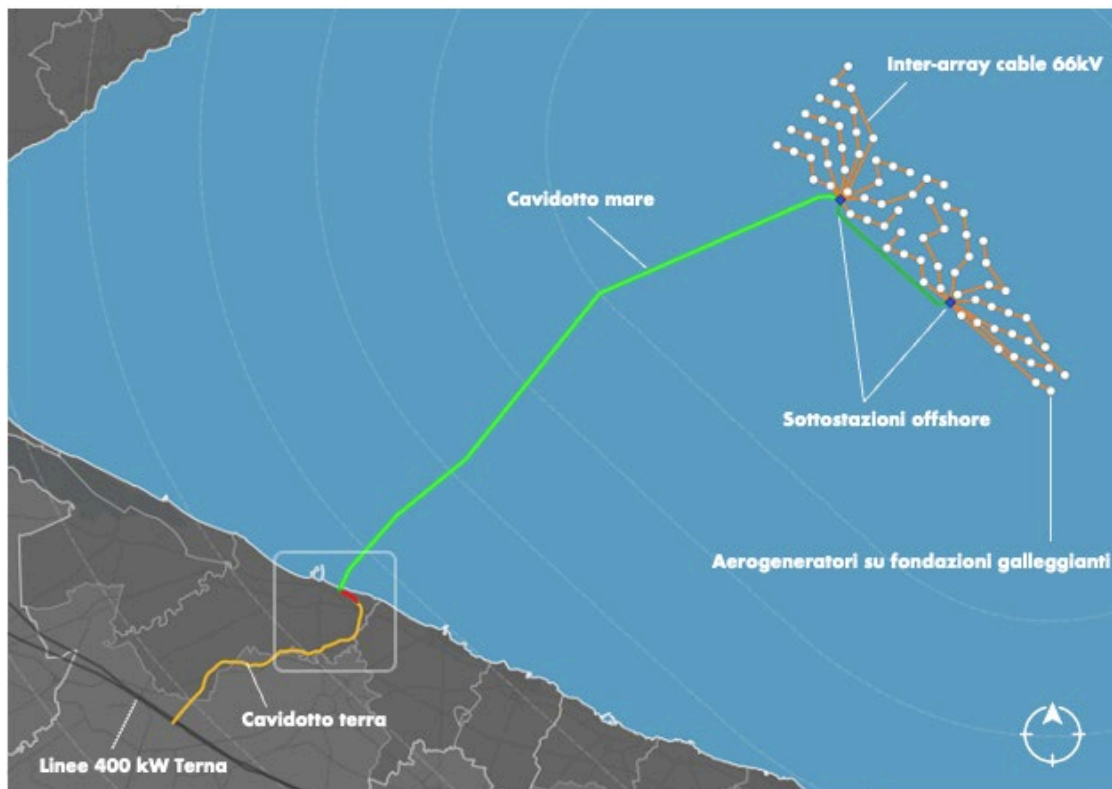 Inter-array cable 66kV
Cavidotto mare
Sottostazioni offshore
Aerogeneratori su fondazioni galleggianti
Cavidotto terra
Linee 400 kW Terna